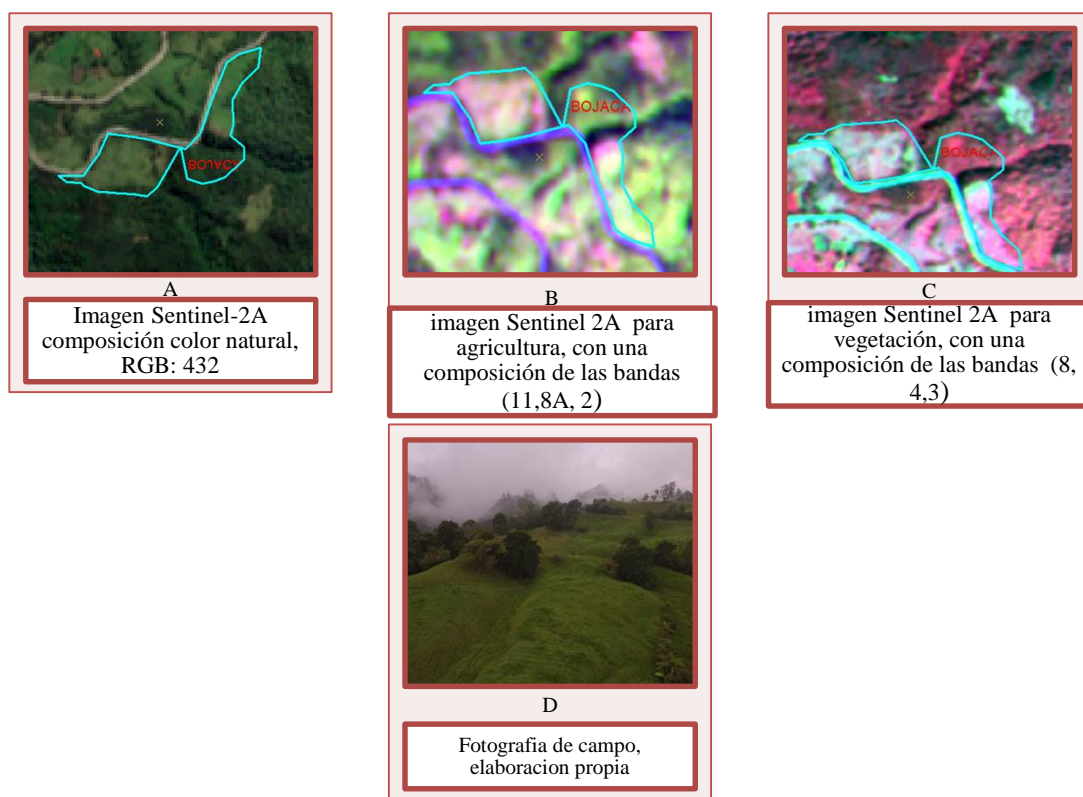 BOJACA
A
Imagen Sentinel-2A
composición color natural,
RGB: 432
BOJACA
B
imagen Sentinel 2A para
agricultura, con una
composición de las bandas
(11,8A, 2)
BOJACA
C
imagen Sentinel 2A para
vegetación, con una
composición de las bandas (8,
4,3)
D
Fotografia de campo,
elaboracion propia